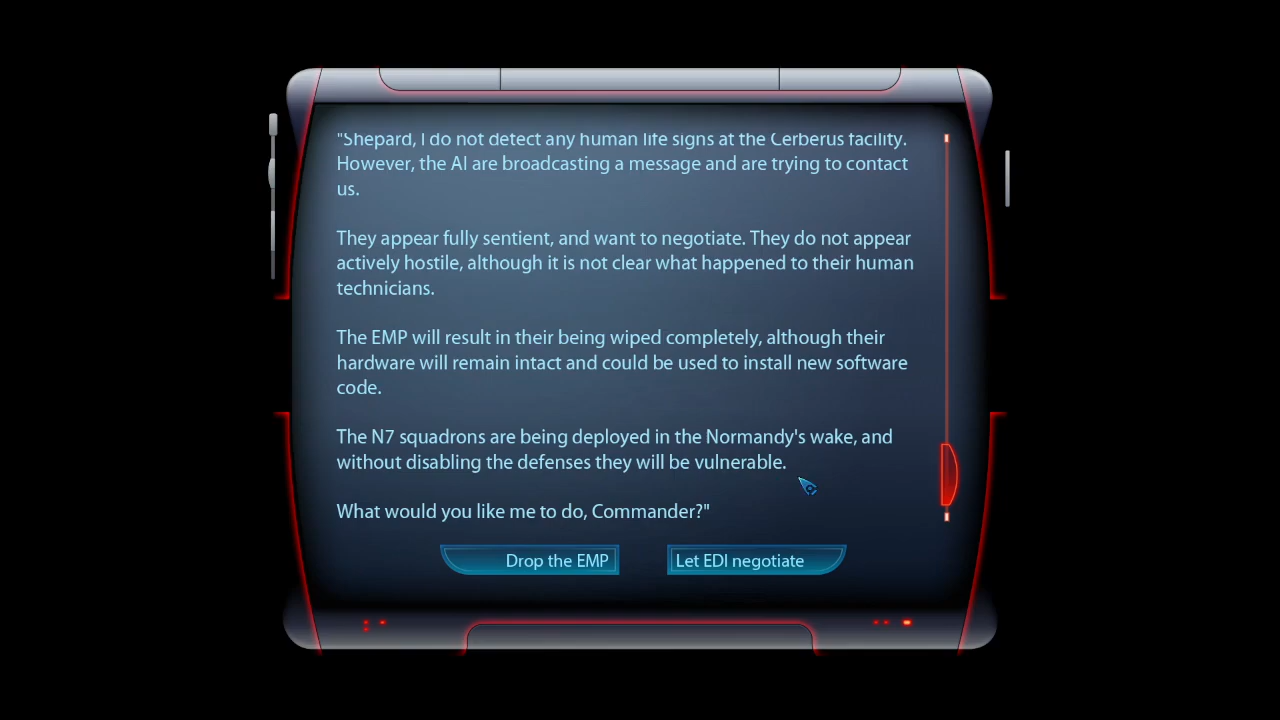 "Shepard, I do not detect any human life signs at the Cerberus facility.
However, the AI are broadcasting a message and are trying to contact
us.
They appear fully sentient, and want to negotiate. They do not appear
actively hostile, although it is not clear what happened to their human
technicians.
The EMP will result in their being wiped completely, although their
hardware will remain intact and could be used to install new software
code.
The N7 squadrons are being deployed in the Normandy's wake, and
without disabling the defenses they will be vulnerable.
What would you like me to do, Commander?"
Drop the EMP
Let EDI negotiate